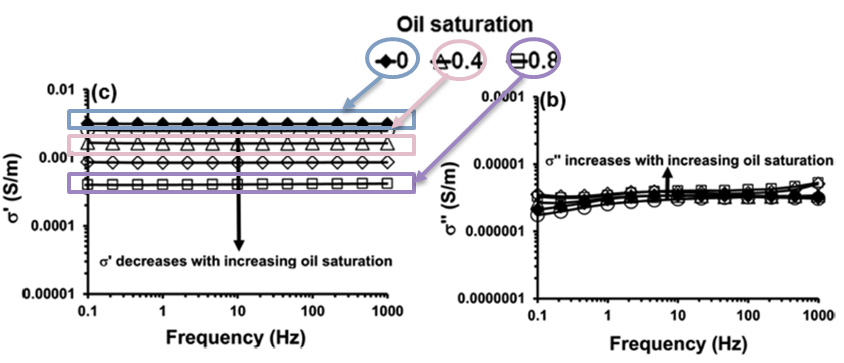 Oil saturation
0 0.4 0.8
(c)
0.01
0.001
0.0001
0.00001
σ' (S/m)
σ' decreases with increasing oil saturation
0.1 1 10 100 1000
Frequency (Hz)
(b)
0.0001
0.00001
0.000001
0.0000001
σ'' (S/m)
σ'' increases with increasing oil saturation
0.1 1 10 100 1000
Frequency (Hz)